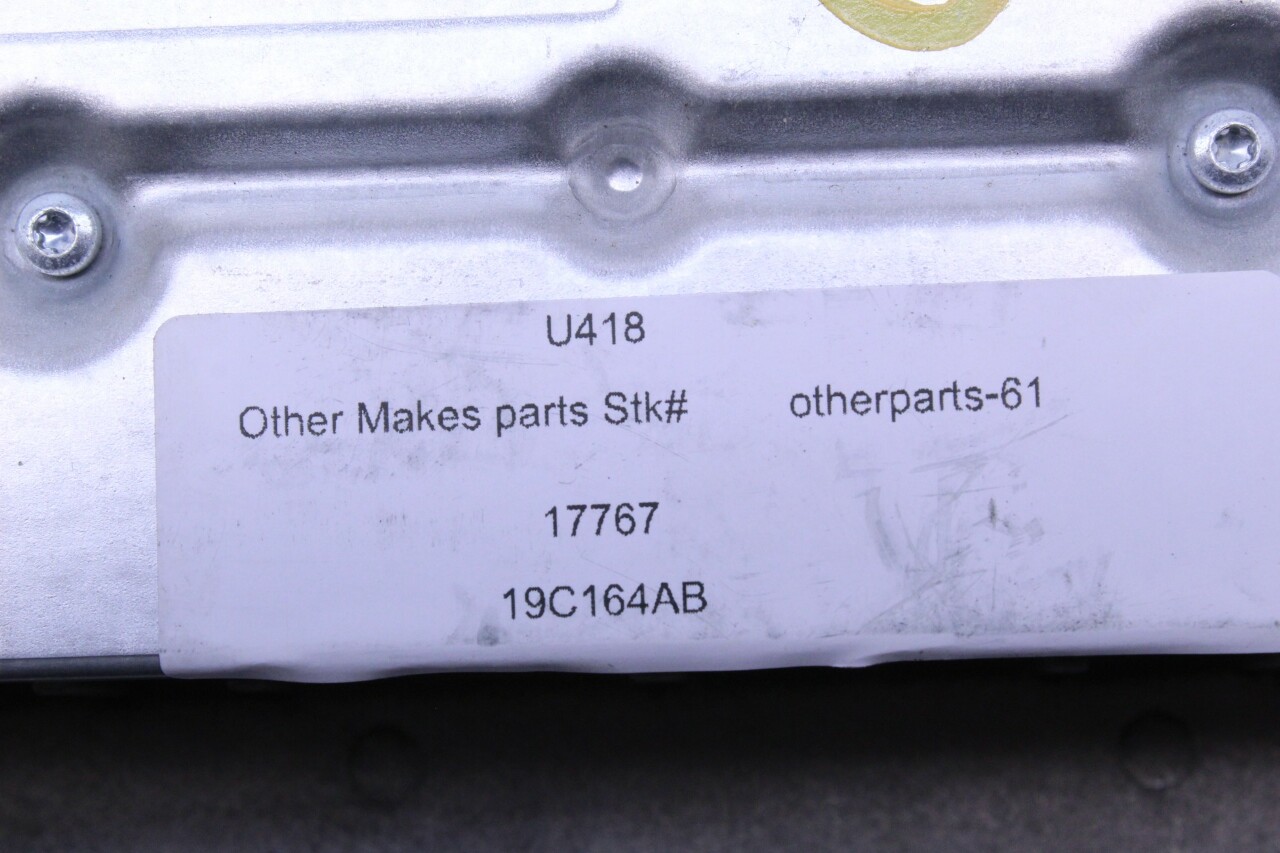 U418
Other Makes parts Stk# otherparts-61
17767
19C164AB